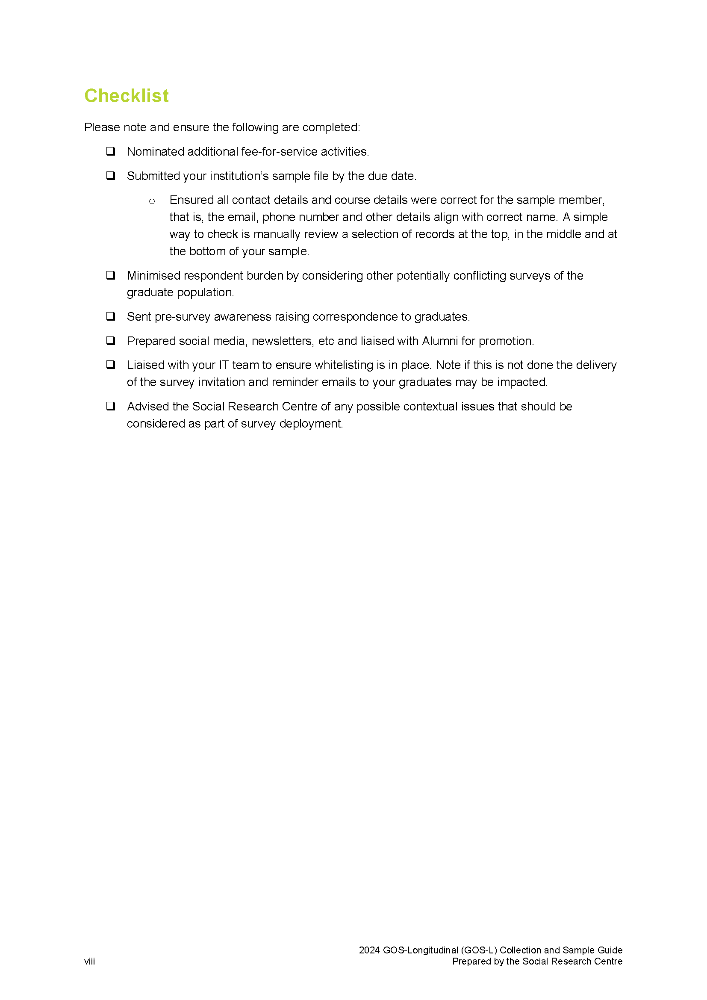 Checklist
Please note and ensure the following are completed:
❑ Nominated additional fee-for-service activities.
❑ Submitted your institution’s sample file by the due date.
o Ensured all contact details and course details were correct for the sample member,
that is, the email, phone number and other details align with correct name. A simple
way to check is manually review a selection of records at the top, in the middle and at
the bottom of your sample.
❑ Minimised respondent burden by considering other potentially conflicting surveys of the
graduate population.
❑ Sent pre-survey awareness raising correspondence to graduates.
❑ Prepared social media, newsletters, etc and liaised with Alumni for promotion.
❑ Liaised with your IT team to ensure whitelisting is in place. Note if this is not done the delivery
of the survey invitation and reminder emails to your graduates may be impacted.
❑ Advised the Social Research Centre of any possible contextual issues that should be
considered as part of survey deployment.
2024 GOS-Longitudinal (GOS-L) Collection and Sample Guide
viii Prepared by the Social Research Centre